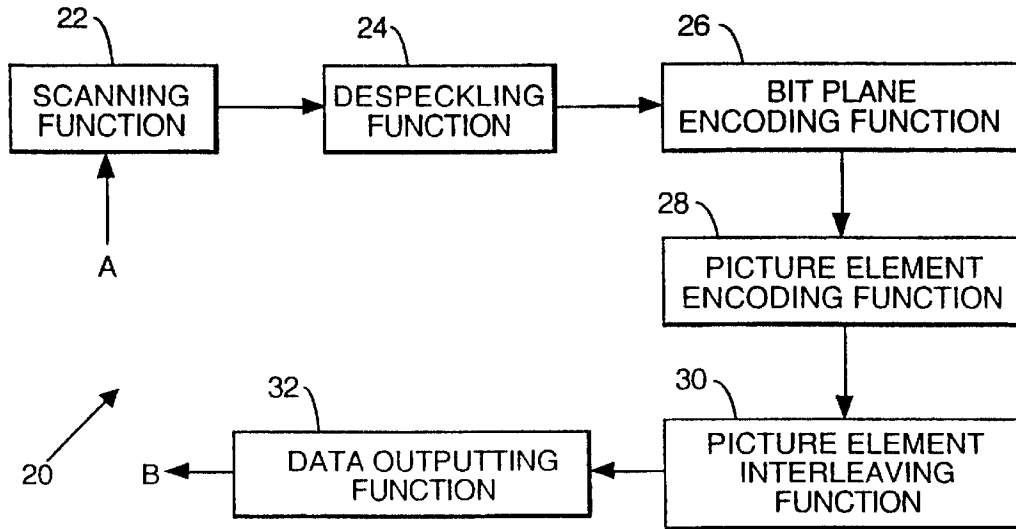 22
SCANNING
FUNCTION
24
DESPECKLING
FUNCTION
26
BIT PLANE
ENCODING FUNCTION
A
28
PICTURE ELEMENT
ENCODING FUNCTION
20
B
32
DATA OUTPUTTING
FUNCTION
30
PICTURE ELEMENT
INTERLEAVING
FUNCTION